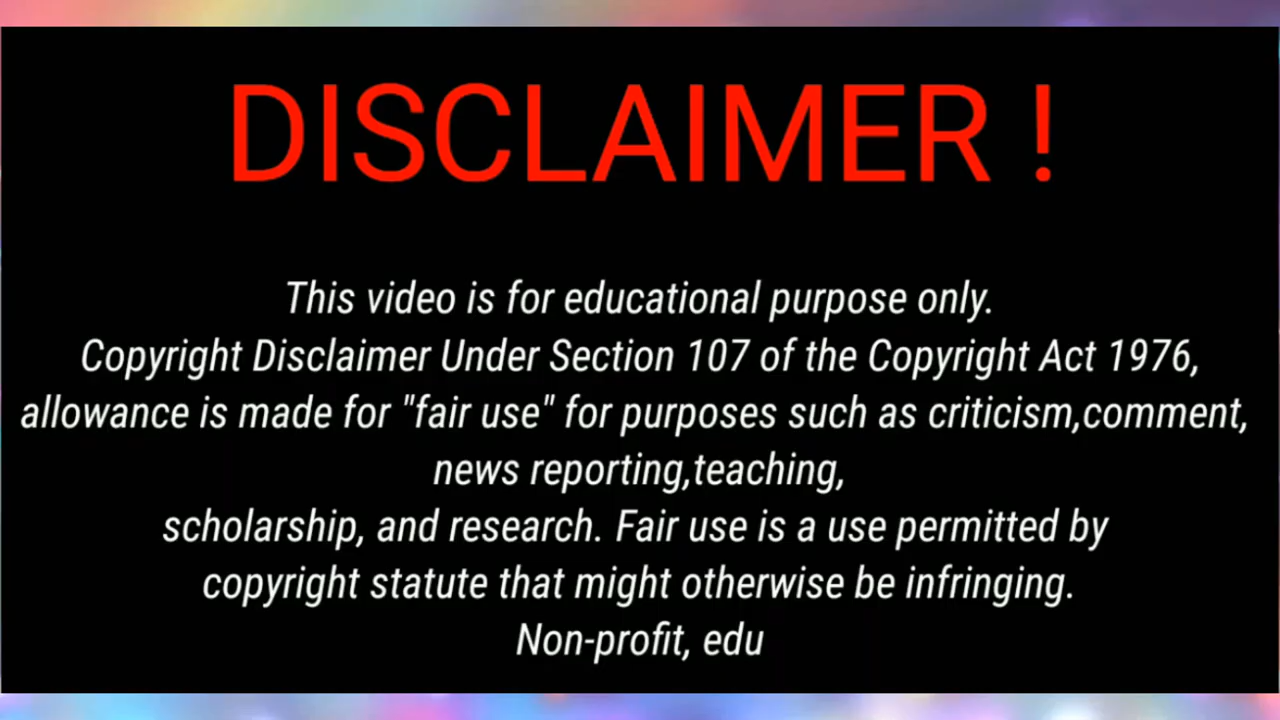 DISCLAIMER !
This video is for educational purpose only.
Copyright Disclaimer Under Section 107 of the Copyright Act 1976,
allowance is made for "fair use" for purposes such as criticism,comment,
news reporting,teaching,
scholarship, and research. Fair use is a use permitted by
copyright statute that might otherwise be infringing.
Non-profit, edu